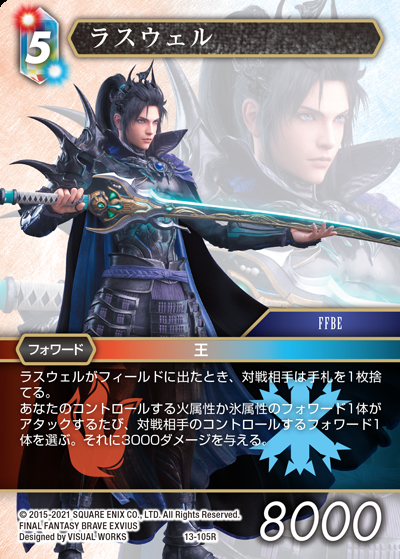 5
ラスウェル
FFBE
フォワード
王
ラスウェルがフィールドに出たとき、対戦相手は手札を1枚捨
てる。
あなたのコントロールする火属性か氷属性のフォワード1体が
アタックするたび、対戦相手のコントロールするフォワード1
体を選ぶ。それに3000ダメージを与える。
© 2015-2021 SQUARE ENIX CO., LTD. All Rights Reserved.
FINAL FANTASY BRAVE EXVIUS
Designed by VISUAL WORKS
13-105R
8000